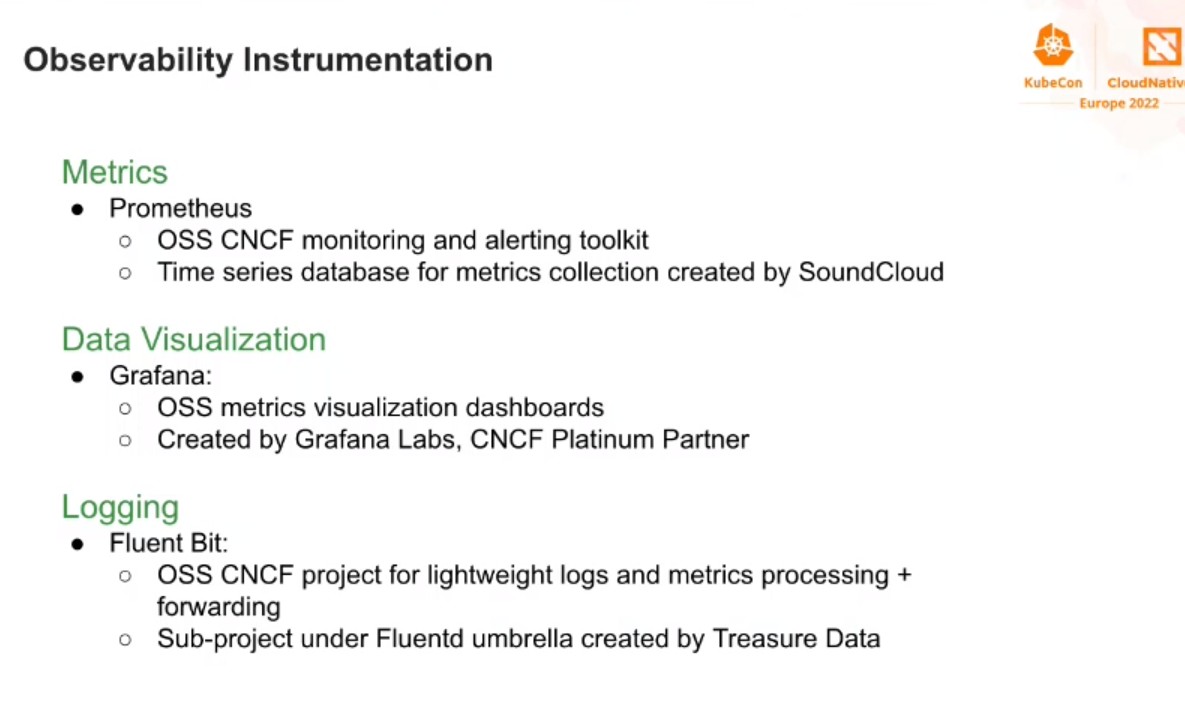 Observability Instrumentation
KubeCon
CloudNativ
Europe 2022
Metrics
● Prometheus
○ OSS CNCF monitoring and alerting toolkit
○ Time series database for metrics collection created by SoundCloud
Data Visualization
● Grafana:
○ OSS metrics visualization dashboards
○ Created by Grafana Labs, CNCF Platinum Partner
Logging
● Fluent Bit:
○ OSS CNCF project for lightweight logs and metrics processing +
forwarding
○ Sub-project under Fluentd umbrella created by Treasure Data